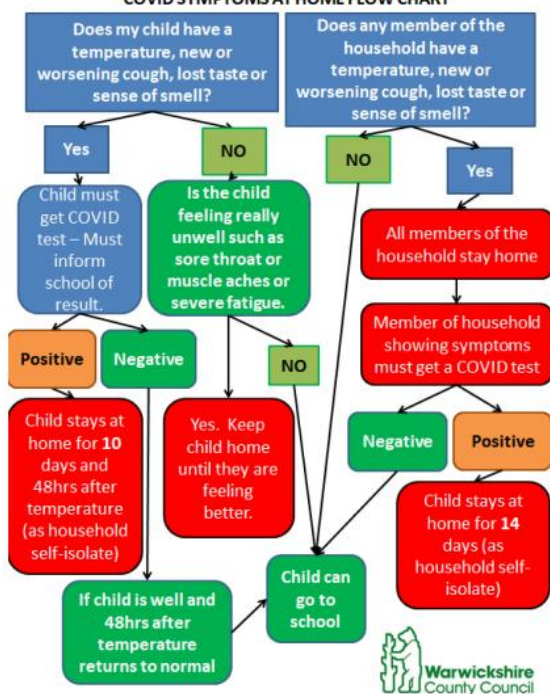 COVID SYMPTOMS AT HOME FLOW CHART
Does my child have a
temperature, new or
worsening cough, lost taste or
sense of smell?
Does any member of the
household have a
temperature, new or
worsening cough, lost taste or
sense of smell?
Yes
NO
NO
Yes
Child must
get COVID
test – Must
inform
school of
result.
Is the child
feeling really
unwell such as
sore throat or
muscle aches or
severe fatigue.
All members of the
household stay home
Member of household
showing symptoms
must get a COVID test
Positive
Negative
NO
Negative
Positive
Child stays at
home for 10
days and
48hrs after
temperature
(as household
self-isolate)
Yes. Keep
child home
until they are
feeling
better.
Child stays at
home for 14
days (as
household self-
isolate)
If child is well and
48hrs after
temperature
returns to normal
Child can
go to
school
Warwickshire
County Council